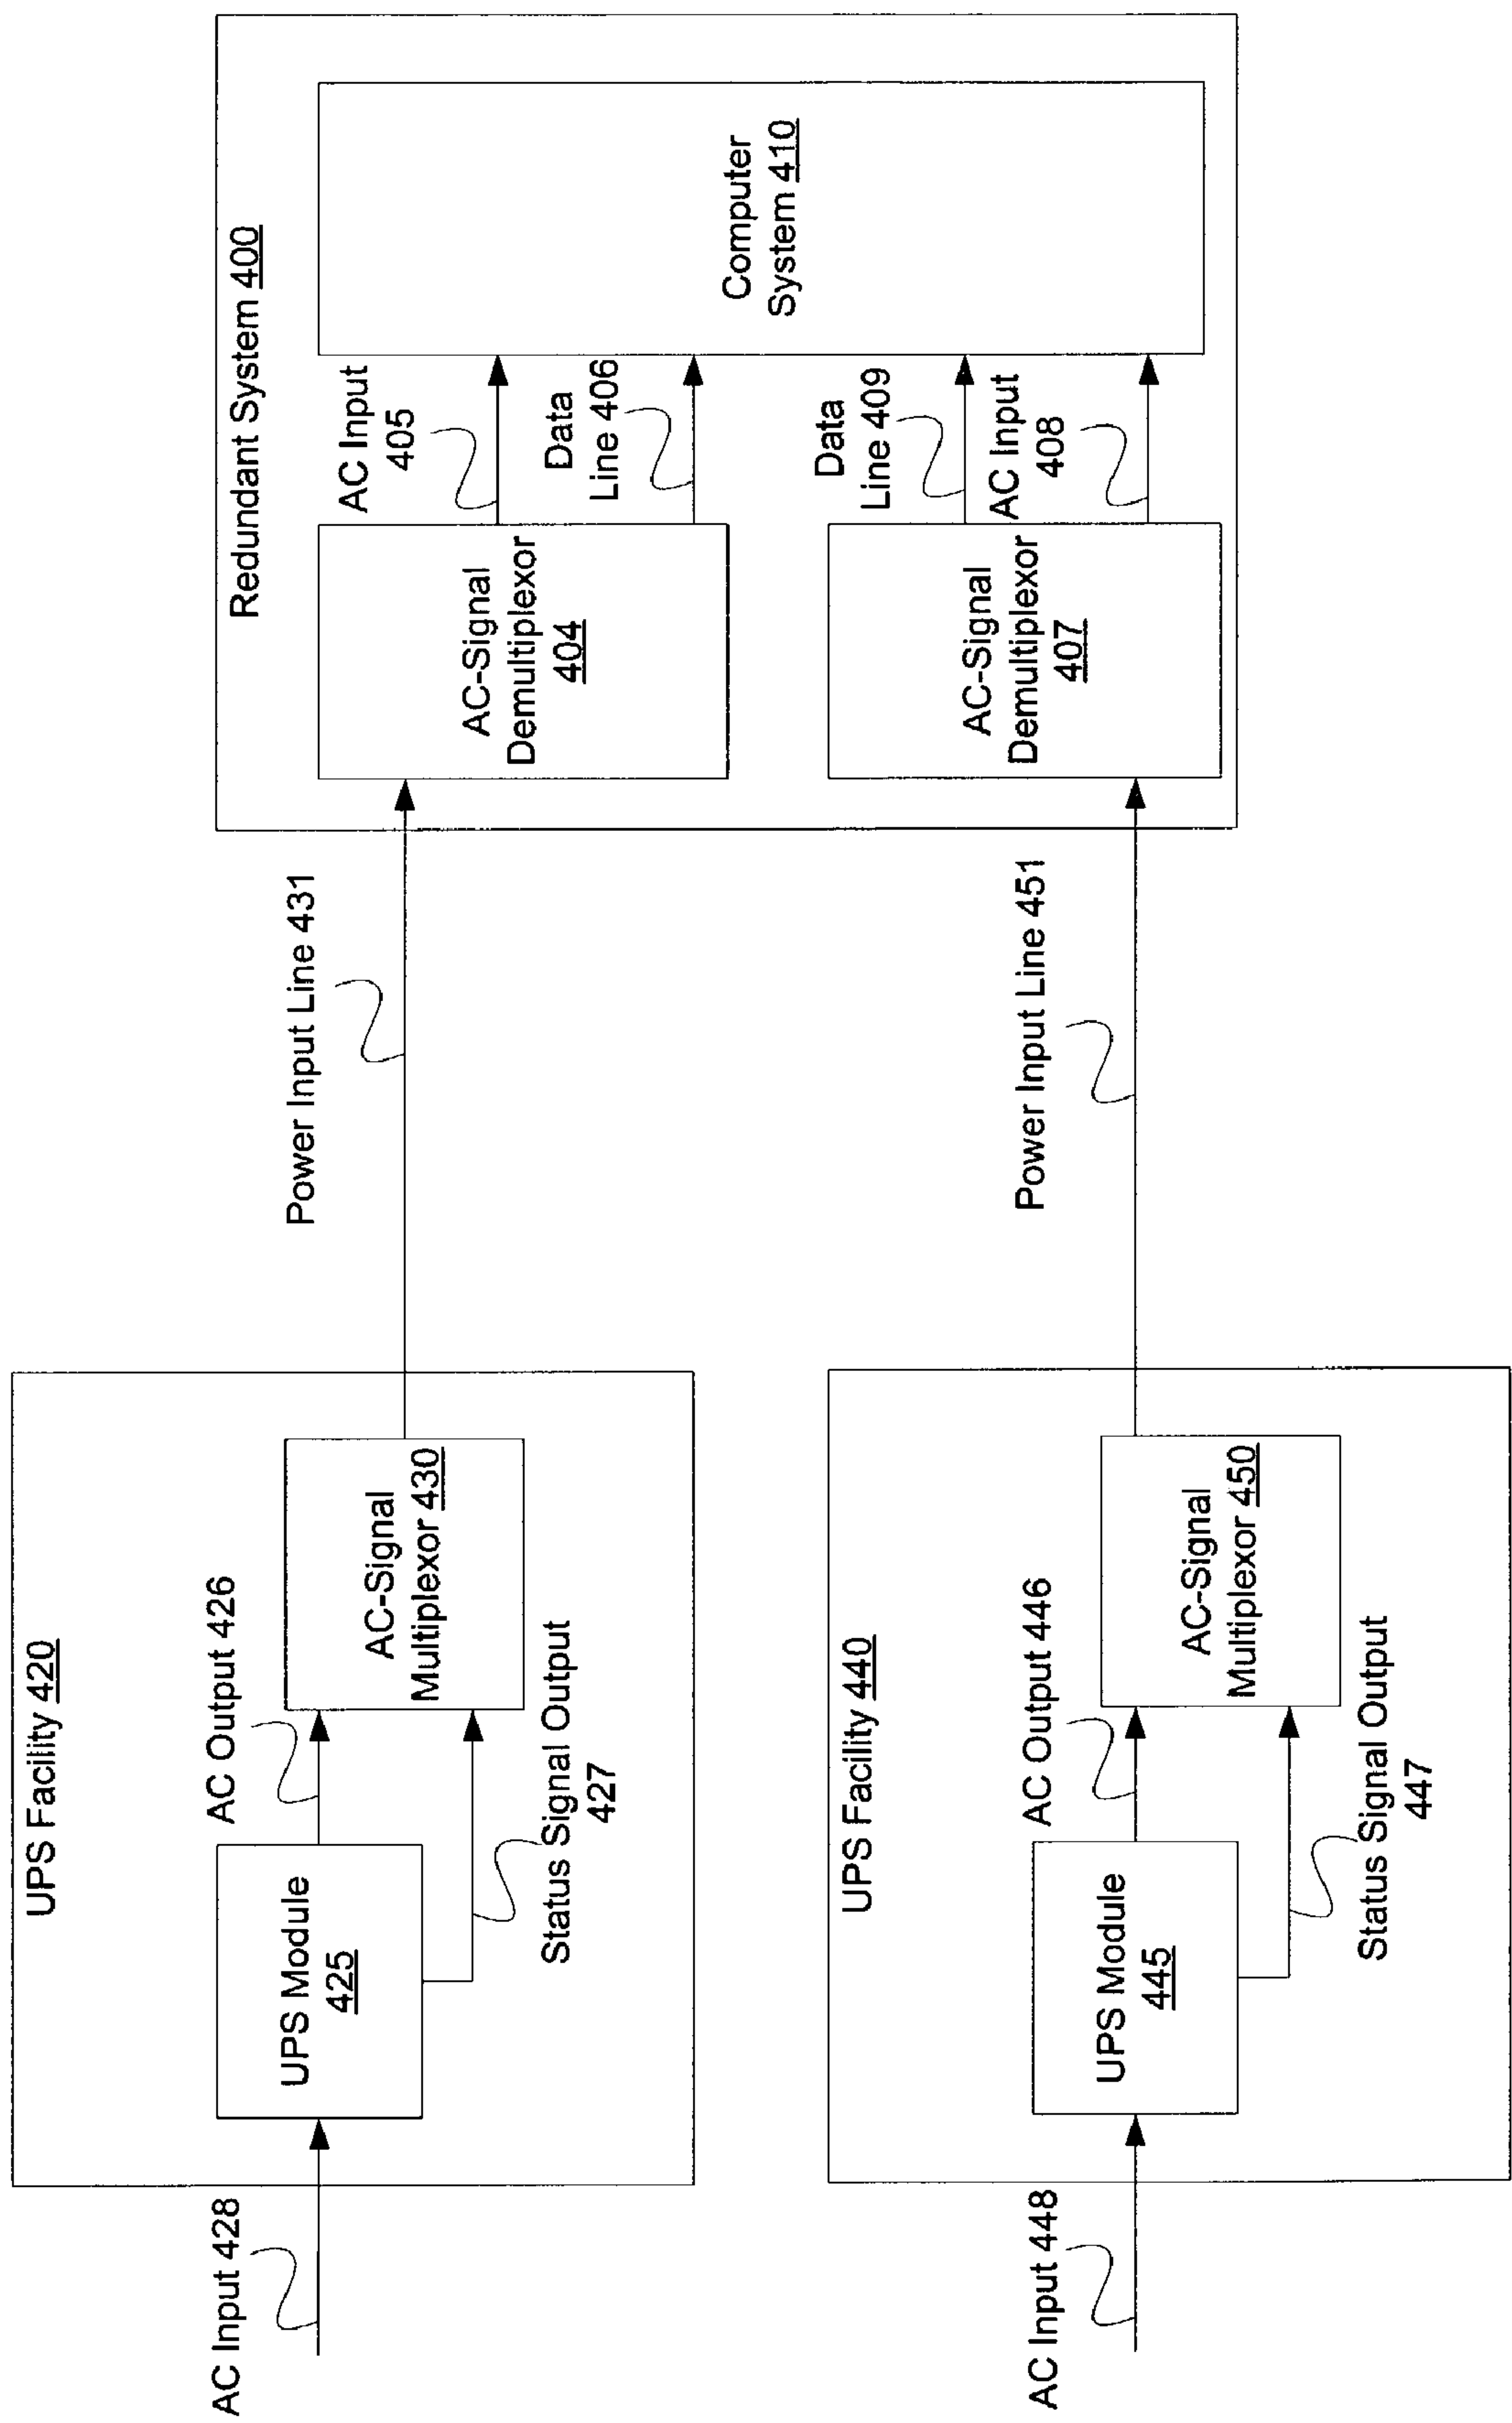 UPS Facility 420
AC Input 428
UPS Module
425
AC Output 426
Status Signal Output
427
AC-Signal
Multiplexor 430
Power Input Line 431
UPS Facility 440
AC Input 448
UPS Module
445
AC Output 446
Status Signal Output
447
AC-Signal
Multiplexor 450
Power Input Line 451
Redundant System 400
AC-Signal
Demultiplexor
404
AC Input
405
Data
Line 406
AC-Signal
Demultiplexor
407
Data
Line 409
AC Input
408
Computer
System 410